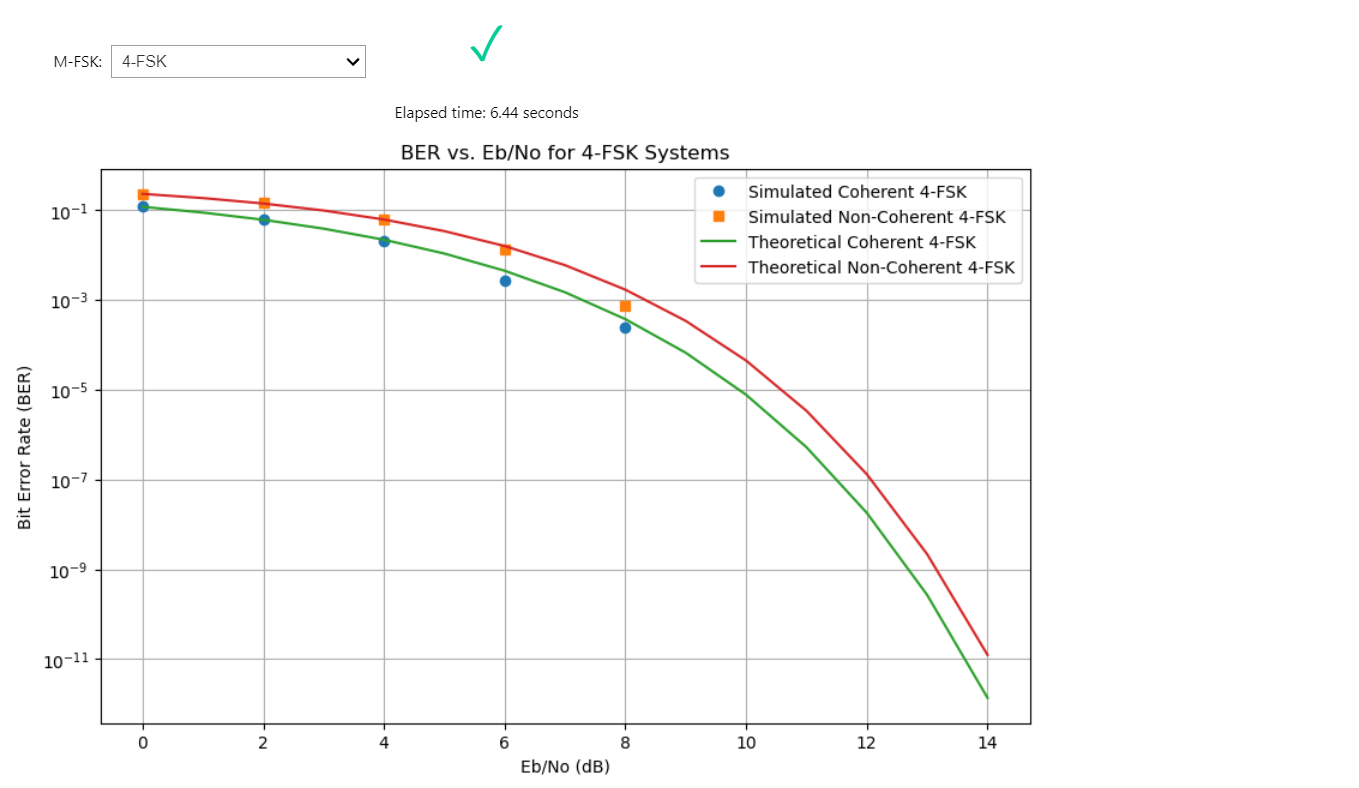 M-FSK: 4-FSK
Elapsed time: 6.44 seconds
BER vs. Eb/No for 4-FSK Systems
Simulated Coherent 4-FSK
Simulated Non-Coherent 4-FSK
Theoretical Coherent 4-FSK
Theoretical Non-Coherent 4-FSK
Bit Error Rate (BER)
10⁻¹
10⁻³
10⁻⁵
10⁻⁷
10⁻⁹
10⁻¹¹
0 2 4 6 8 10 12 14
Eb/No (dB)